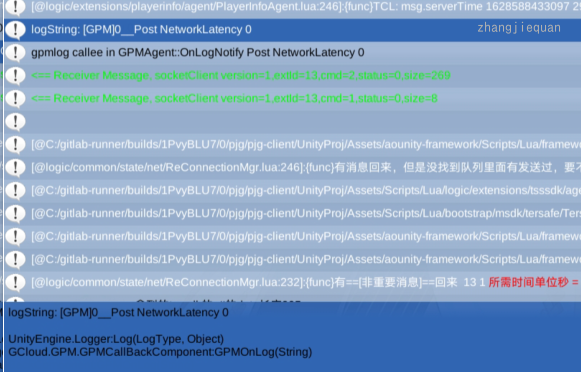 [@logic/extensions/playerinfo/agent/PlayerInfoAgent.lua:246]:{func}TCL: msg.serverTime 1628588433097
logString: [GPM]0__Post NetworkLatency 0
zhangjiequan
gpmlog callee in GPMAgent::OnLogNotify Post NetworkLatency 0
<== Receiver Message, socketClient version=1,extId=13,cmd=2,status=0,size=269
<== Receiver Message, socketClient version=1,extId=13,cmd=1,status=0,size=8
[@C:/gitlab-runner/builds/1PvyBLU7/0/pjg/pjg-client/UnityProj/Assets/aounity-framework/Scripts/Lua/framew
[@logic/common/state/net/ReConnectionMgr.lua:246]:{func}有消息回来，但是没找到队列里面有发送过，要不
[@C:/gitlab-runner/builds/1PvyBLU7/0/pjg/pjg-client/UnityProj/Assets/Scripts/Lua/logic/extensions/tsssdk/age
[@C:/gitlab-runner/builds/1PvyBLU7/0/pjg/pjg-client/UnityProj/Assets/Scripts/Lua/bootstrap/msdk/tersafe/Ters
[@C:/gitlab-runner/builds/1PvyBLU7/0/pjg/pjg-client/UnityProj/Assets/aounity-framework/Scripts/Lua/framew
[@C:/gitlab-runner/builds/1PvyBLU7/0/pjg/pjg-client/UnityProj/Assets/aounity-framework/Scripts/Lua/framew
[@logic/common/state/net/ReConnectionMgr.lua:232]:{func}有==[非重要消息]==回来 13 1 所需时间单位秒 =
logString: [GPM]0__Post NetworkLatency 0
UnityEngine.Logger:Log(LogType, Object)
GCloud.GPM.GPMCallBackComponent:GPMOnLog(String)